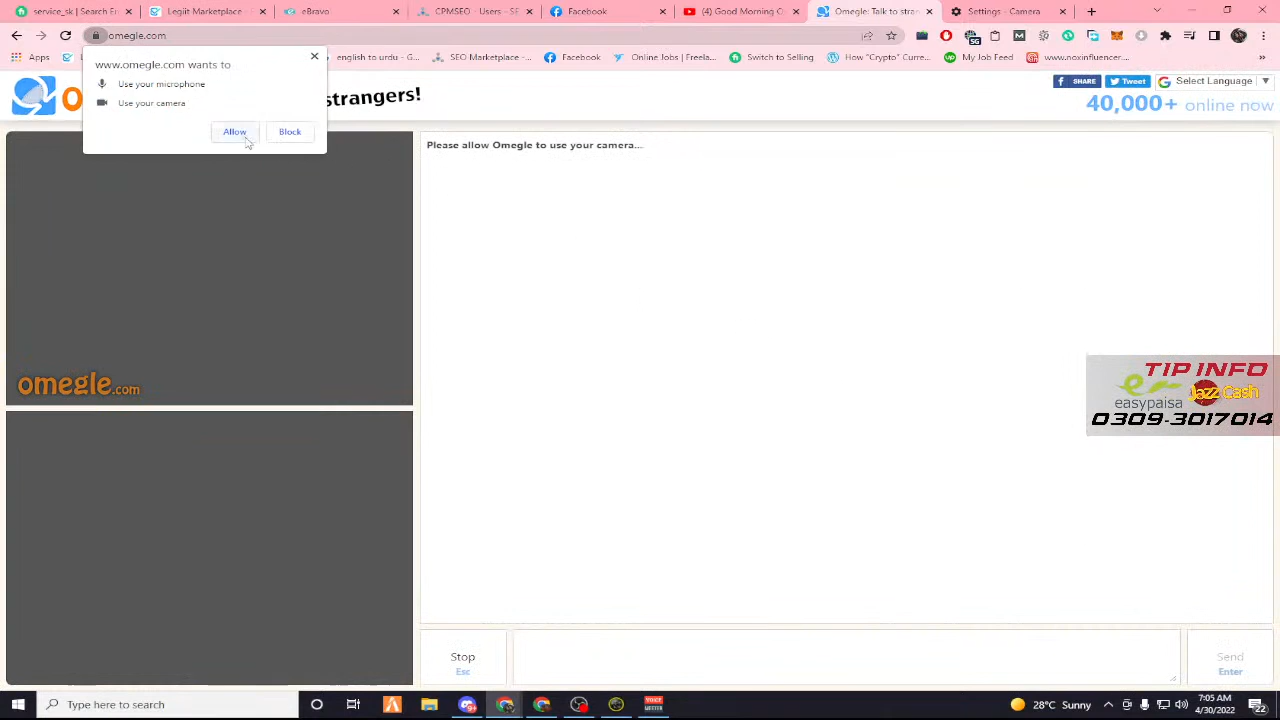 service_sk | Search Er
Legit Marketplace
eBravo
CPMSEO - Users - SE
Facebook
(4) Good Morning O
Omegle: Talk to stra
Settings - Camera
omegle.com
Apps
english to urdu - G...
SEO Marketplace -...
Facebook
Online Jobs | Freela...
Switch to Selling
How "Crypto" Curre...
My Job Feed
www.noxinfluencer...
www.omegle.com wants to
Use your microphone
Use your camera
Allow
Block
strangers!
SHARE
Tweet
Select Language
40,000+ online now
Please allow Omegle to use your camera...
omegle.com
TIP INFO
easypaisa
Jazz Cash
0309-3017014
Stop
Esc
Send
Enter
Type here to search
28°C Sunny
7:05 AM
4/30/2022